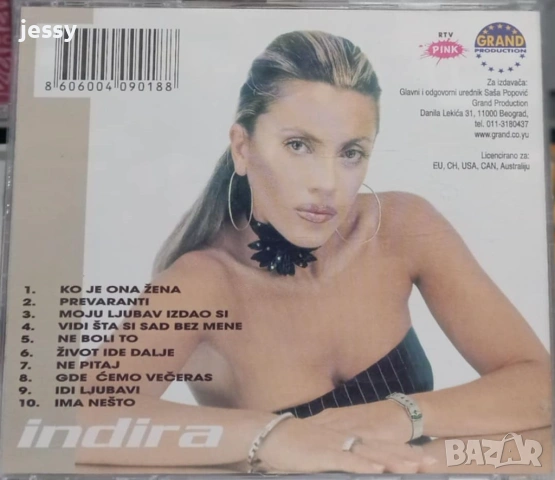 jessy
8 606004 090188
RTV
PINK
GRAND
PRODUCTION
Za izdavača:
Glavni i odgovorni urednik Saša Popović
Grand Production
Danila Lekića 31, 11000 Beograd,
tel. 011-3180437
www.grand.co.yu
Licencirano za:
EU, CH, USA, CAN, Australiju
1. KO JE ONA ŽENA
2. PREVARANTI
3. MOJU LJUBAV IZDAO SI
4. VIDI ŠTA SI SAD BEZ MENE
5. NE BOLI TO
6. ŽIVOT IDE DALJE
7. NE PITAJ
8. GDE ĆEMO VEČERAS
9. IDI LJUBAVI
10. IMA NEŠTO
indira
BAZAR